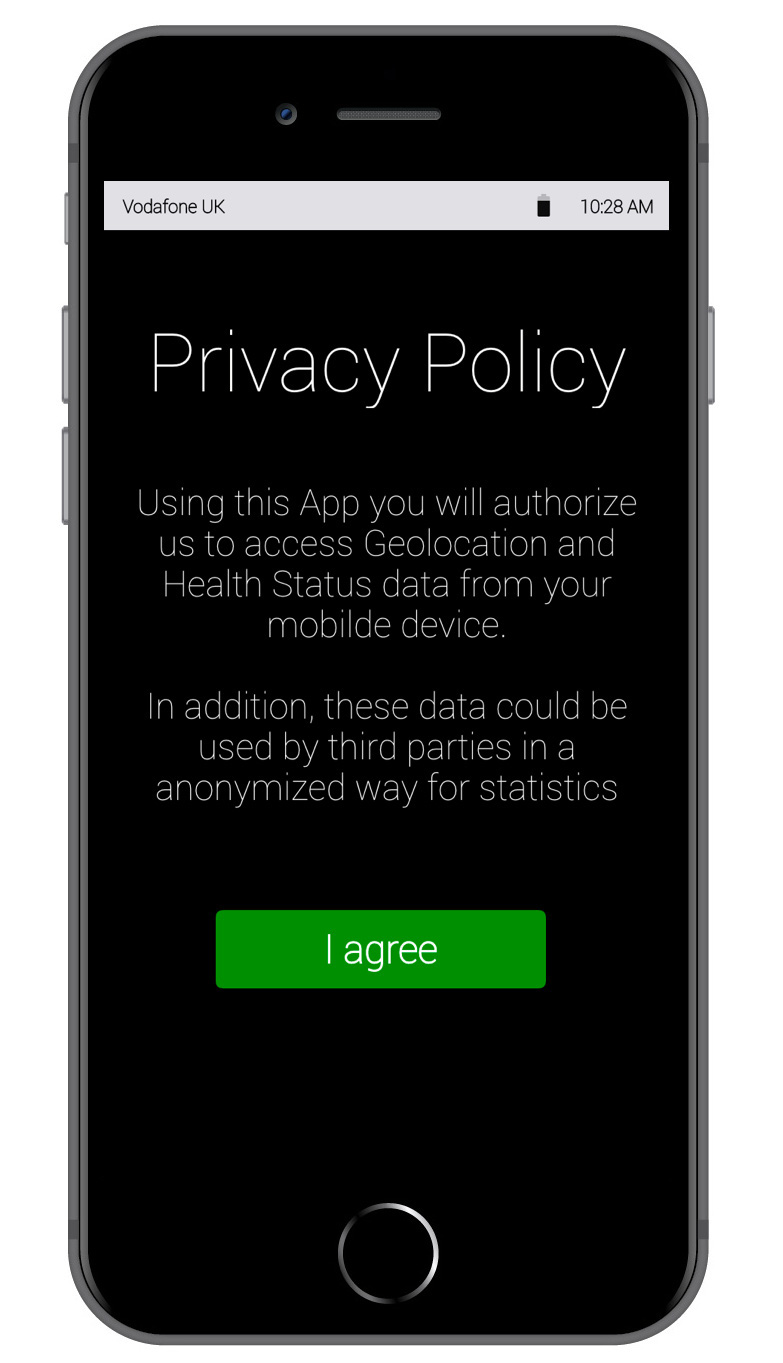 Vodafone UK 10:28 AM
Privacy Policy
Using this App you will authorize
us to access Geolocation and
Health Status data from your
mobilde device.
In addition, these data could be
used by third parties in a
anonymized way for statistics
I agree